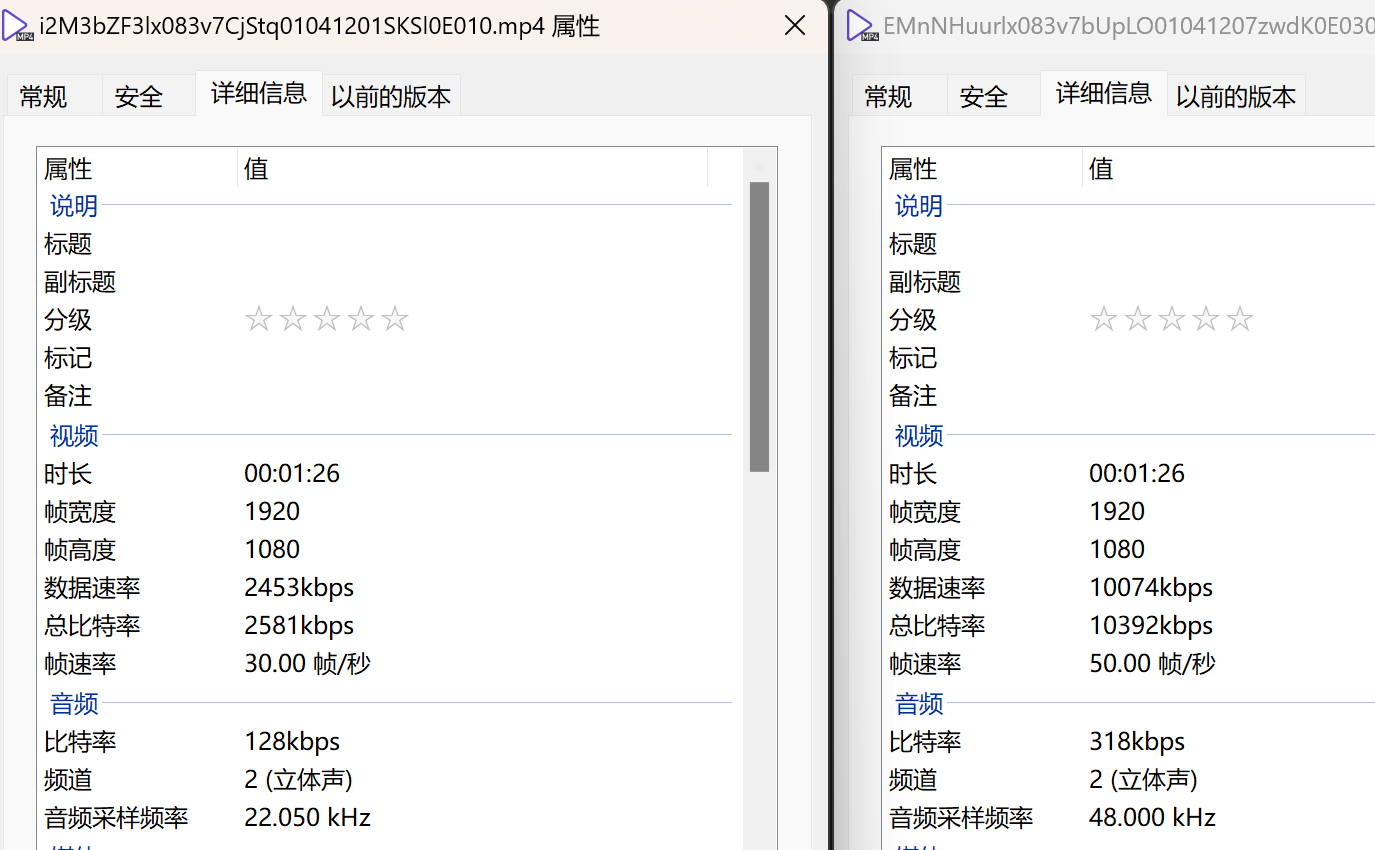 i2M3bZF3lx083v7CjStq01041201SKSl0E010.mp4 属性
常规 安全 详细信息 以前的版本
属性 值
说明
标题
副标题
分级 ☆☆☆☆☆
标记
备注
视频
时长 00:01:26
帧宽度 1920
帧高度 1080
数据速率 2453kbps
总比特率 2581kbps
帧速率 30.00 帧/秒
音频
比特率 128kbps
频道 2 (立体声)
音频采样频率 22.050 kHz
EMnNHuurlx083v7bUpLO01041207zwdK0E030
常规 安全 详细信息 以前的版本
属性 值
说明
标题
副标题
分级 ☆☆☆☆☆
标记
备注
视频
时长 00:01:26
帧宽度 1920
帧高度 1080
数据速率 10074kbps
总比特率 10392kbps
帧速率 50.00 帧/秒
音频
比特率 318kbps
频道 2 (立体声)
音频采样频率 48.000 kHz